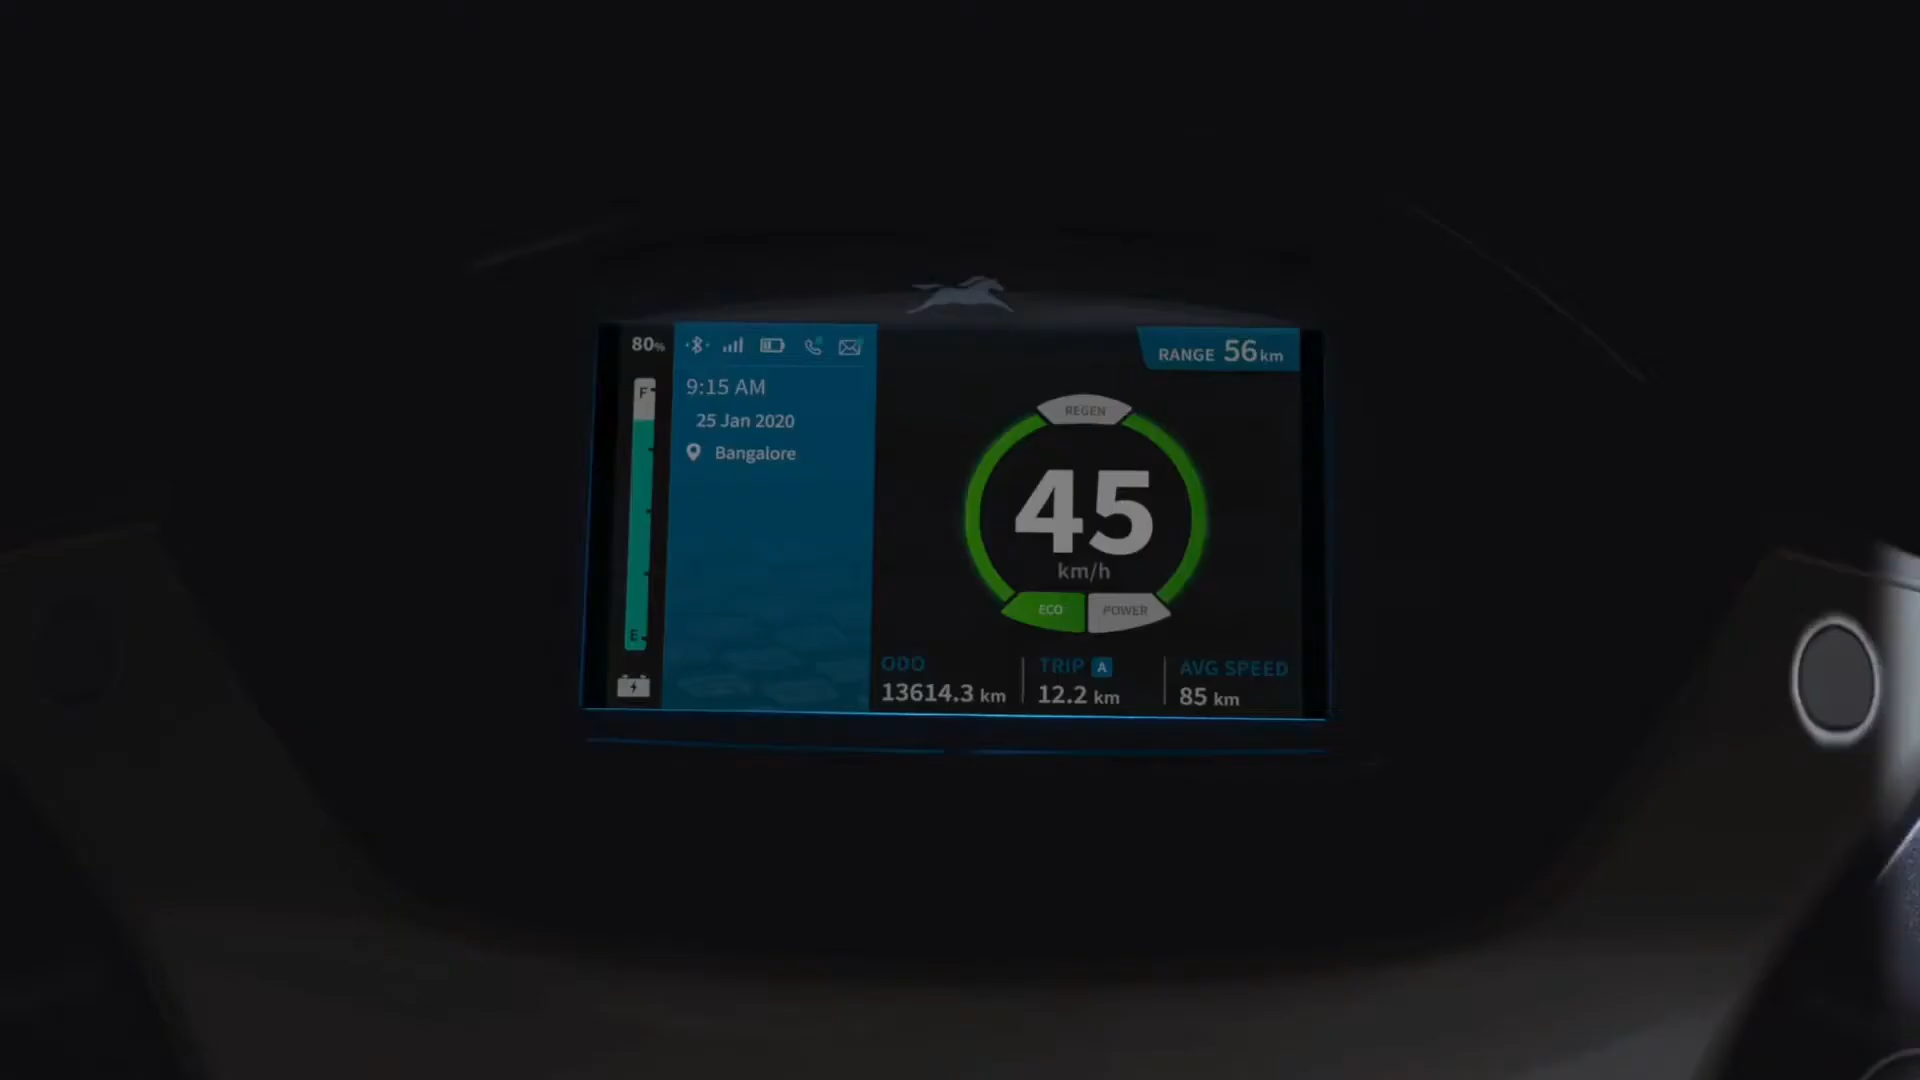 80%
F
E
9:15 AM
25 Jan 2020
Bangalore
RANGE 56 km
REGEN
45
km/h
ECO
POWER
ODO
13614.3 km
TRIP A
12.2 km
AVG SPEED
85 km